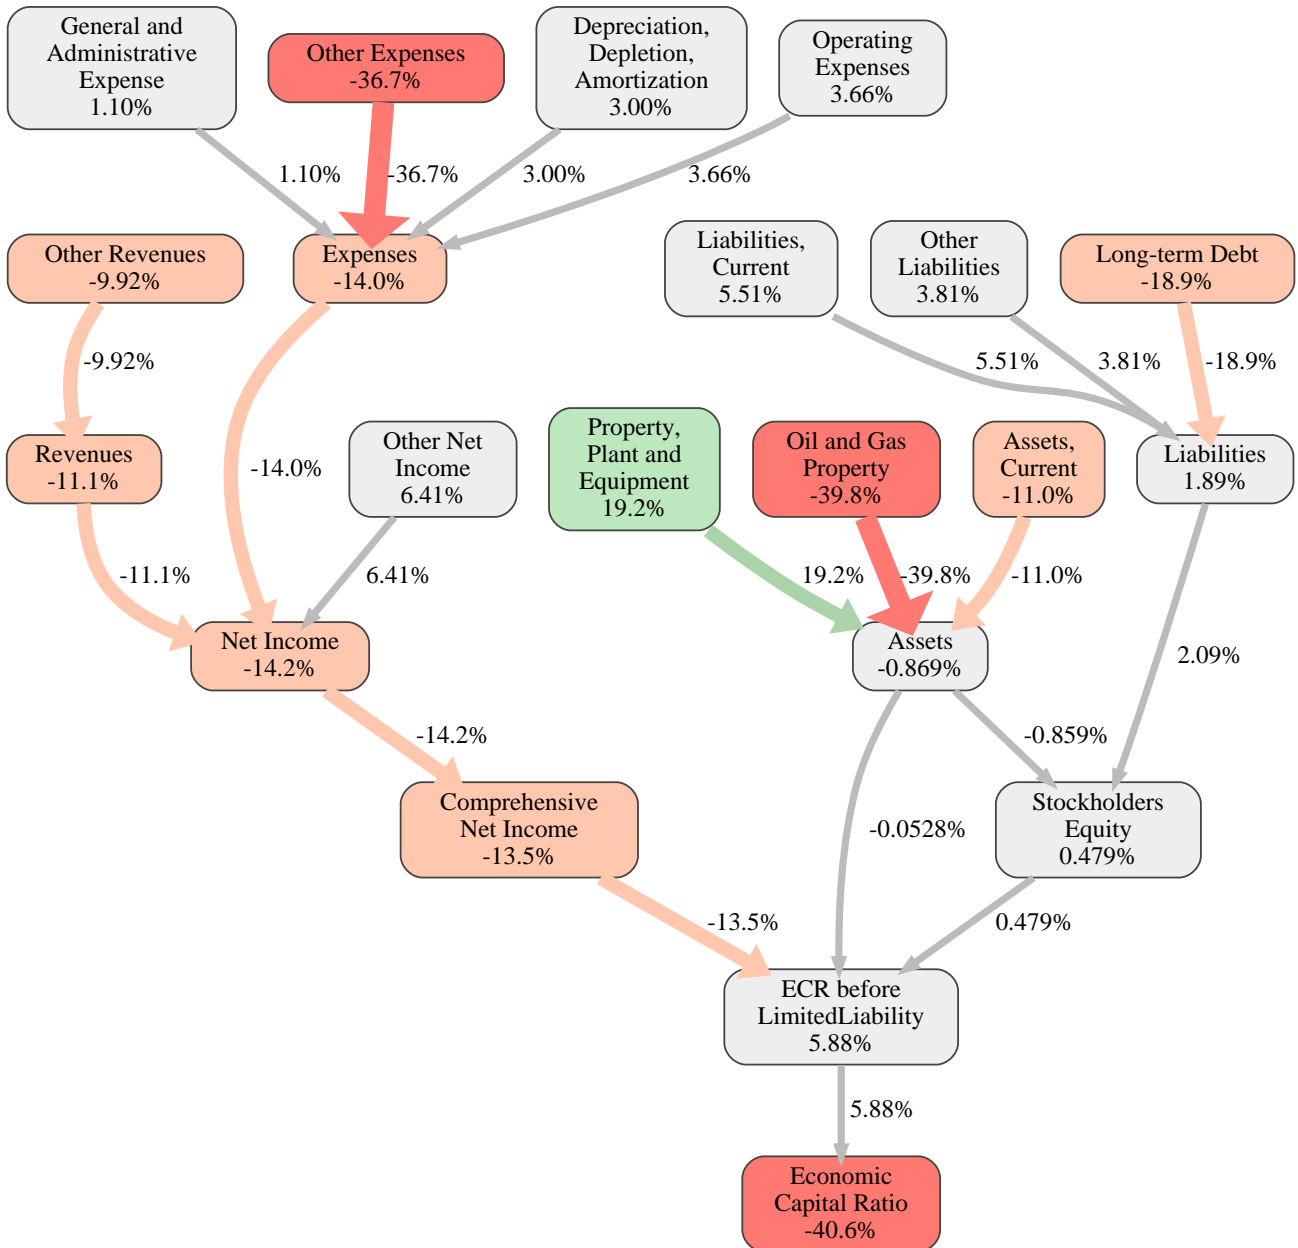 General and
Administrative
Expense
1.10%
Other Expenses
-36.7%
Depreciation,
Depletion,
Amortization
3.00%
Operating
Expenses
3.66%
1.10%
-36.7%
3.00%
3.66%
Other Revenues
-9.92%
Expenses
-14.0%
Liabilities,
Current
5.51%
Other
Liabilities
3.81%
Long-term Debt
-18.9%
-9.92%
5.51%
3.81%
-18.9%
Revenues
-11.1%
-14.0%
Other Net
Income
6.41%
Property,
Plant and
Equipment
19.2%
Oil and Gas
Property
-39.8%
Assets,
Current
-11.0%
Liabilities
1.89%
-11.1%
6.41%
19.2%
-39.8%
-11.0%
Net Income
-14.2%
Assets
-0.869%
2.09%
-14.2%
-0.859%
Comprehensive
Net Income
-13.5%
-0.0528%
Stockholders
Equity
0.479%
-13.5%
0.479%
ECR before
LimitedLiability
5.88%
5.88%
Economic
Capital Ratio
-40.6%